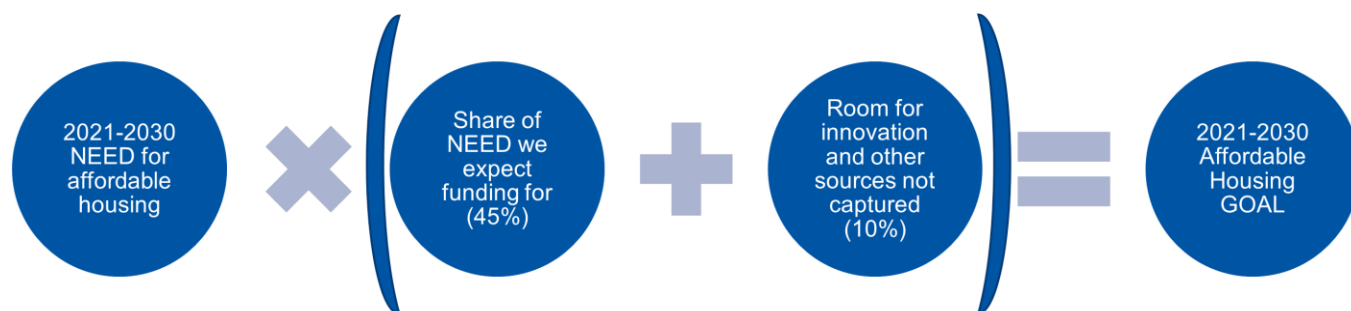 2021-2030
NEED for
affordable
housing
Share of
NEED we
expect
funding for
(45%)
Room for
innovation
and other
sources not
captured
(10%)
2021-2030
Affordable
Housing
GOAL